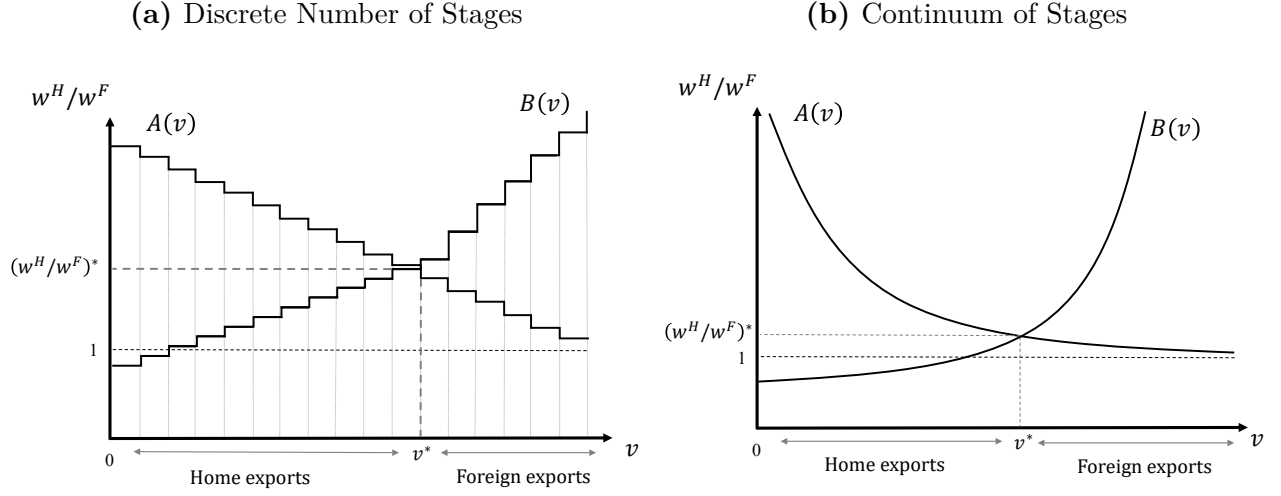 (a) Discrete Number of Stages
w^H/w^F
A(v)
B(v)
(w^H/w^F)^*
1
0
v^*
v
Home exports
Foreign exports
(b) Continuum of Stages
w^H/w^F
A(v)
B(v)
(w^H/w^F)^*
1
0
v^*
v
Home exports
Foreign exports